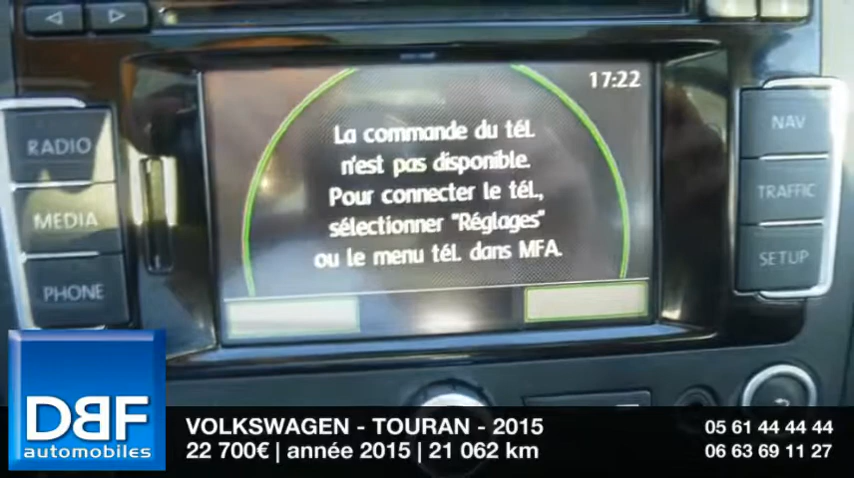 17:22
La commande du tél.
n'est pas disponible.
Pour connecter le tél.,
sélectionner "Réglages"
ou le menu tél. dans MFA.
RADIO
MEDIA
PHONE
NAV
TRAFFIC
SETUP
DBF
automobiles
VOLKSWAGEN - TOURAN - 2015
22 700€ | année 2015 | 21 062 km
05 61 44 44 44
06 63 69 11 27